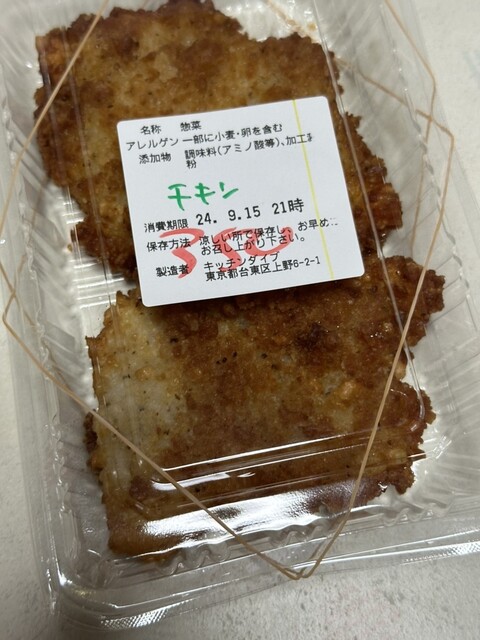 名称 惣菜
アレルゲン 一部に小麦・卵を含む
添加物 調味料(アミノ酸等)、加工
粉
チキン
消費期限 24. 9.15 21時
350
保存方法 涼しい所で保存し、お早め
お召し上がり下さい。
製造者 キッチンダイブ
東京都台東区上野6-2-1